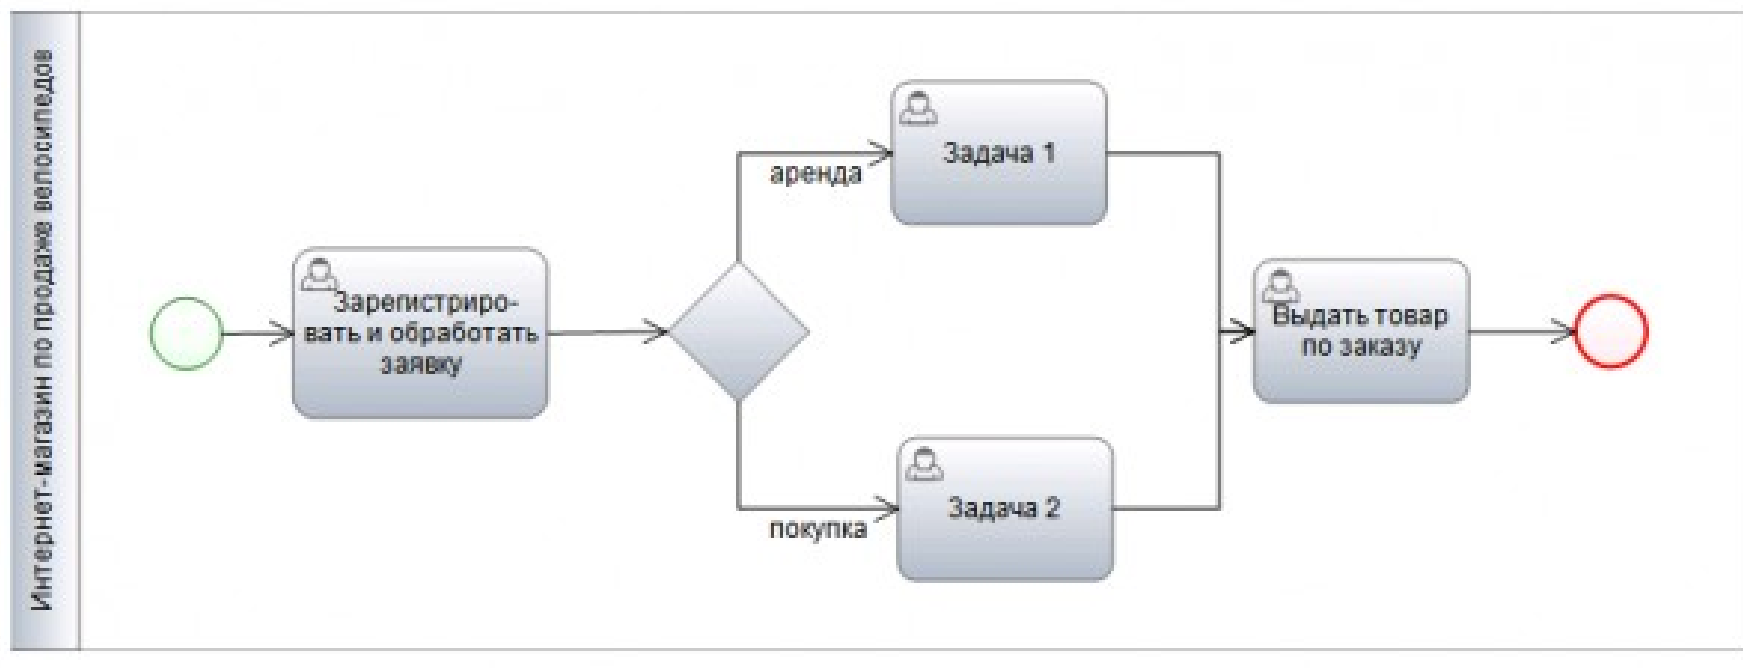 Интернет-магазин по продаже велосипедов
Зарегистриро-
вать и обработать
заявку
аренда
Задача 1
покупка
Задача 2
Выдать товар
по заказу